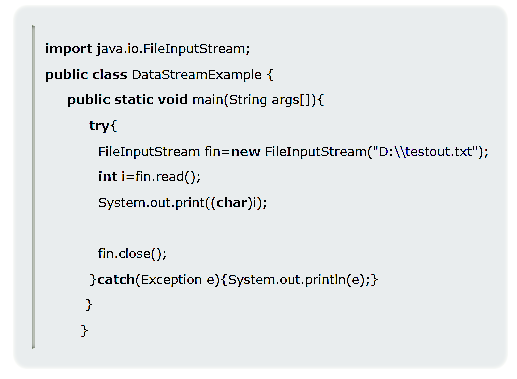 import java.io.FileInputStream;
public class DataStreamExample {
public static void main(String args[]){
try{
FileInputStream fin=new FileInputStream("D:\\testout.txt");
int i=fin.read();
System.out.print((char)i);
fin.close();
}catch(Exception e){System.out.println(e);}
}
}